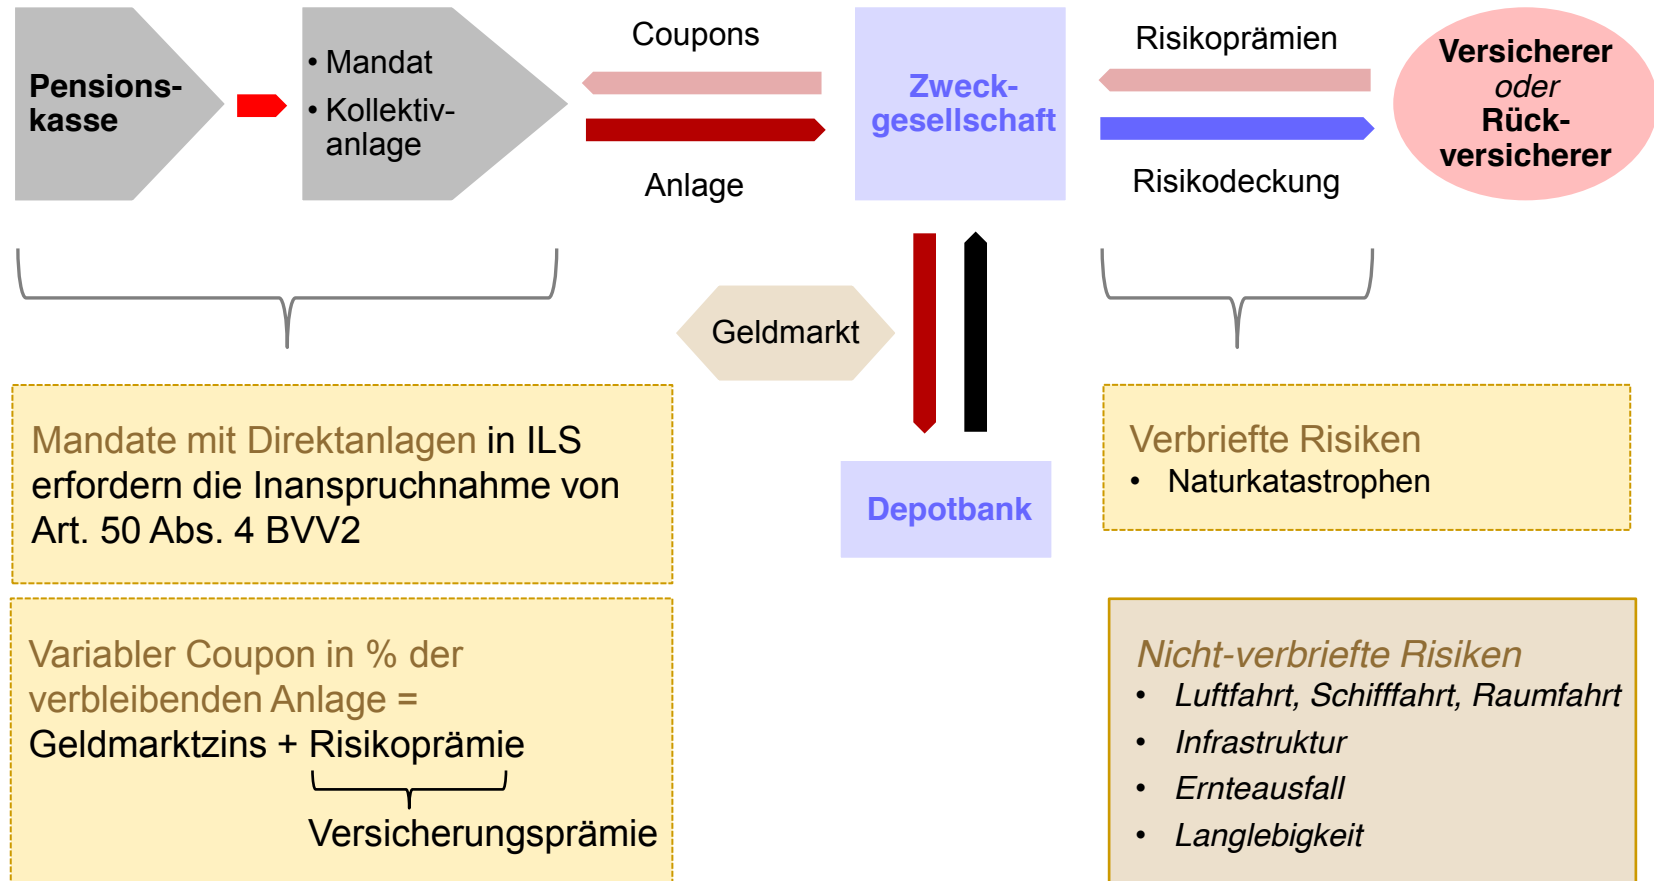 Pensions-
kasse
• Mandat
• Kollektiv-
anlage
Coupons
Anlage
Zweck-
gesellschaft
Risikoprämien
Risikodeckung
Versicherer
oder
Rück-
versicherer
Geldmarkt
Depotbank
Mandate mit Direktanlagen in ILS
erfordern die Inanspruchnahme von
Art. 50 Abs. 4 BVV2
Variabler Coupon in % der
verbleibenden Anlage =
Geldmarktzins + Risikoprämie
Versicherungsprämie
Verbriefte Risiken
• Naturkatastrophen
Nicht-verbriefte Risiken
• Luftfahrt, Schifffahrt, Raumfahrt
• Infrastruktur
• Ernteausfall
• Langlebigkeit